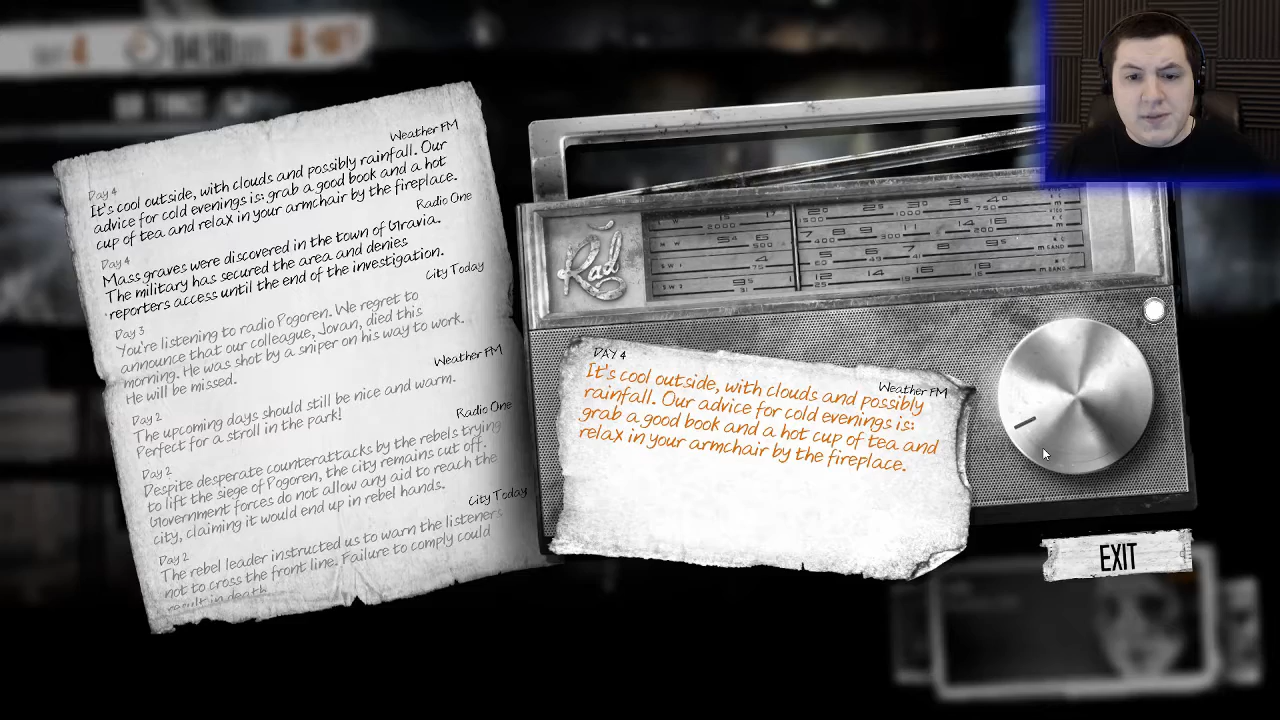 Weather FM
Day 4
It's cool outside, with clouds and possibly rainfall. Our
advice for cold evenings is: grab a good book and a hot
cup of tea and relax in your armchair by the fireplace.
Radio One
Day 4
Mass graves were discovered in the town of Gravia.
The military has secured the area and denies
reporters access until the end of the investigation.
City Today
Day 3
You're listening to radio Pogoren. We regret to
announce that our colleague, Jovan, died this
morning. He was shot by a sniper on his way to work.
He will be missed.
Weather FM
Day 2
The upcoming days should still be nice and warm.
Perfect for a stroll in the park!
Radio One
Day 2
Despite desperate counterattacks by the rebels trying
to lift the siege of Pogoren, the city remains cut off.
Government forces do not allow any aid to reach the
city, claiming it would end up in rebel hands.
City Today
Day 2
The rebel leader instructed us to warn the listeners
not to cross the front line. Failure to comply could
result in death.
Rad
DAY 4
Weather FM
It's cool outside, with clouds and possibly
rainfall. Our advice for cold evenings is:
grab a good book and a hot cup of tea and
relax in your armchair by the fireplace.
EXIT